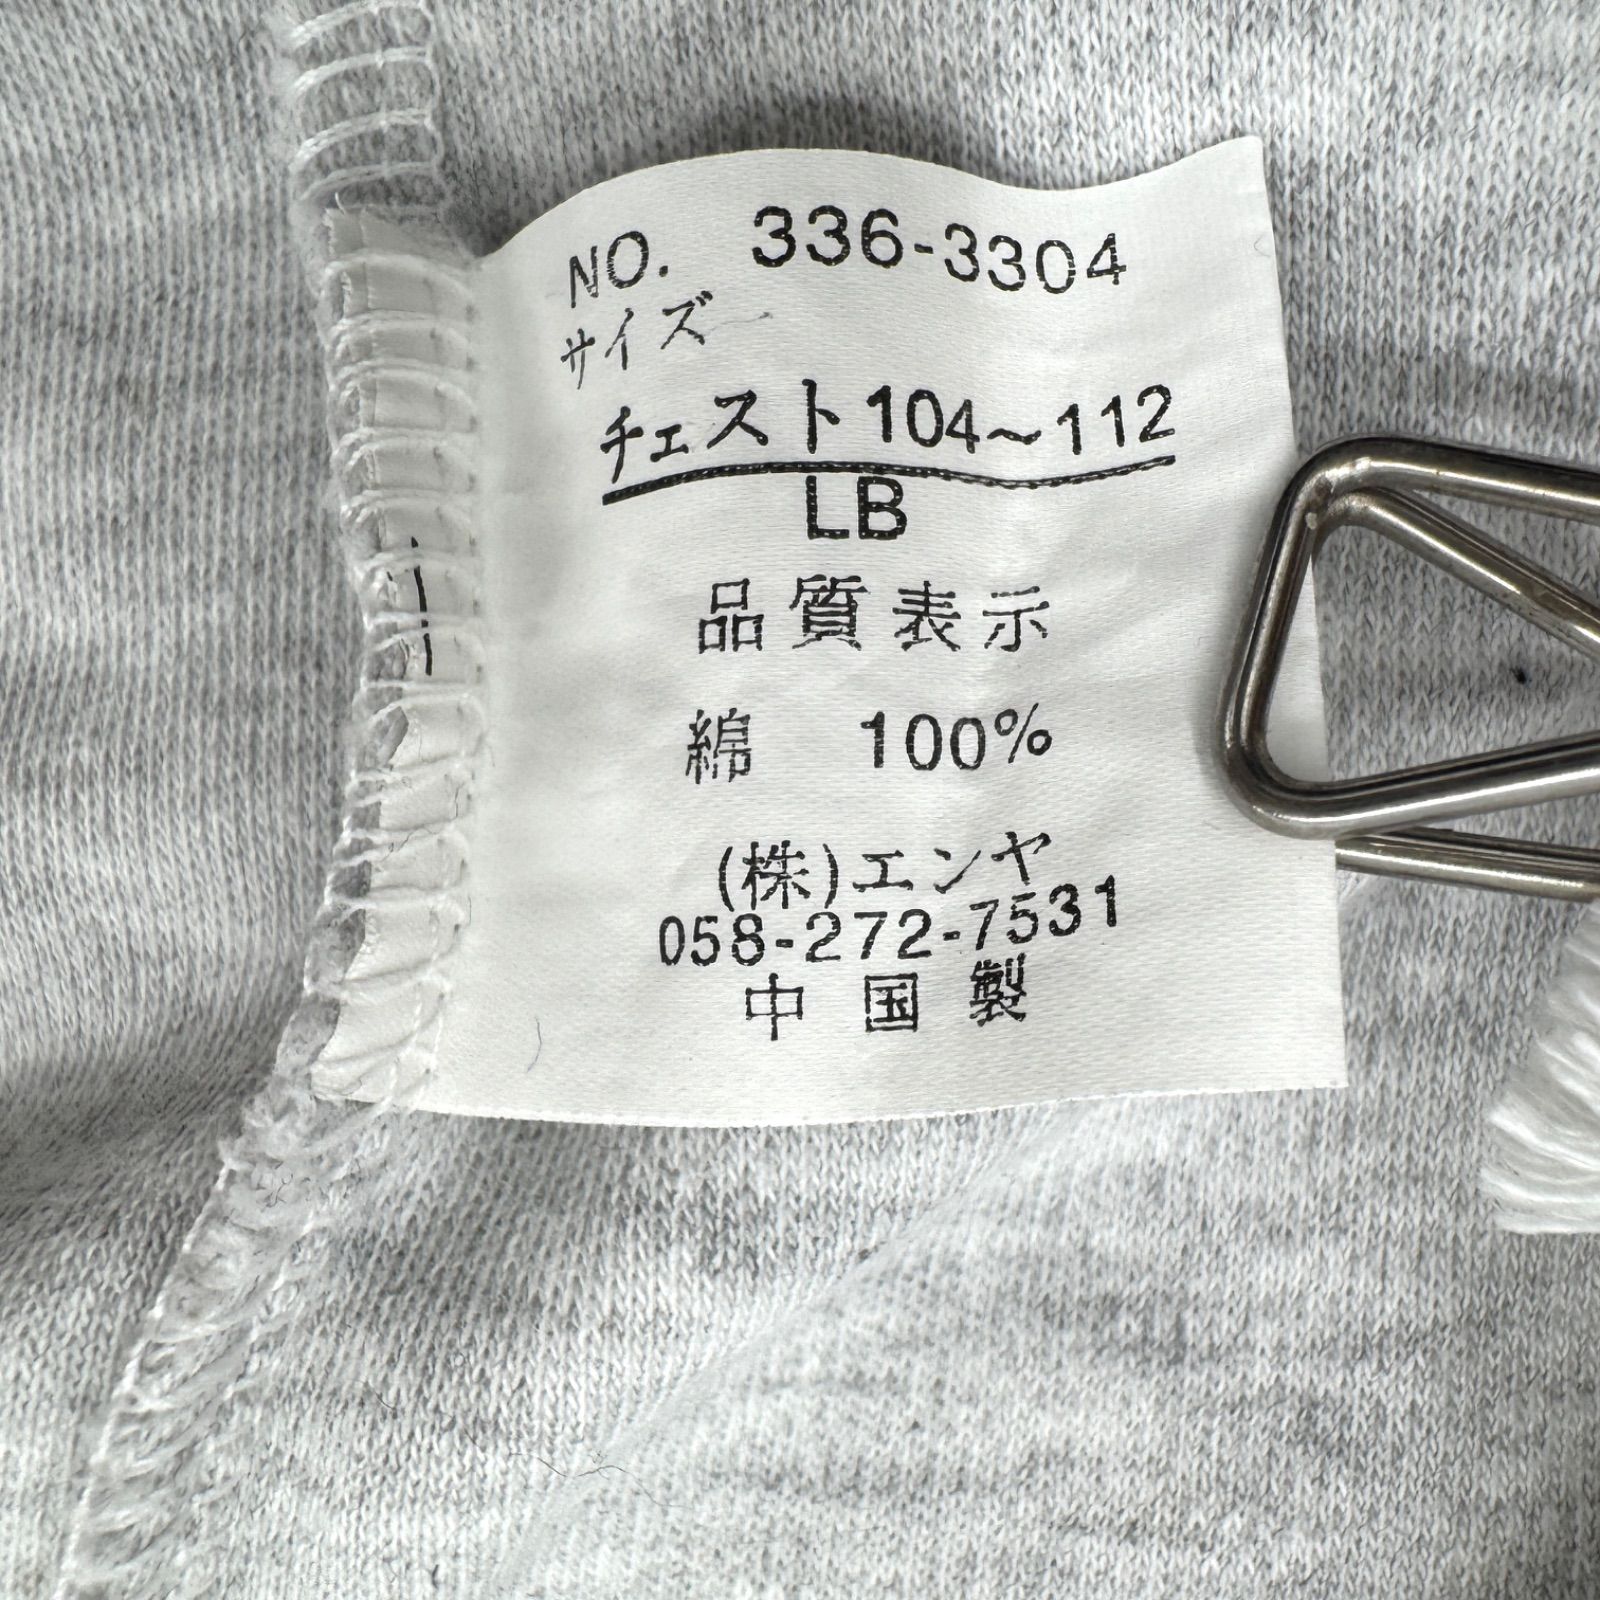 NO. 336-3304
サイズ
チェスト104～112
LB
品質表示
綿 100%
(株)エンヤ
058-272-7531
中国製